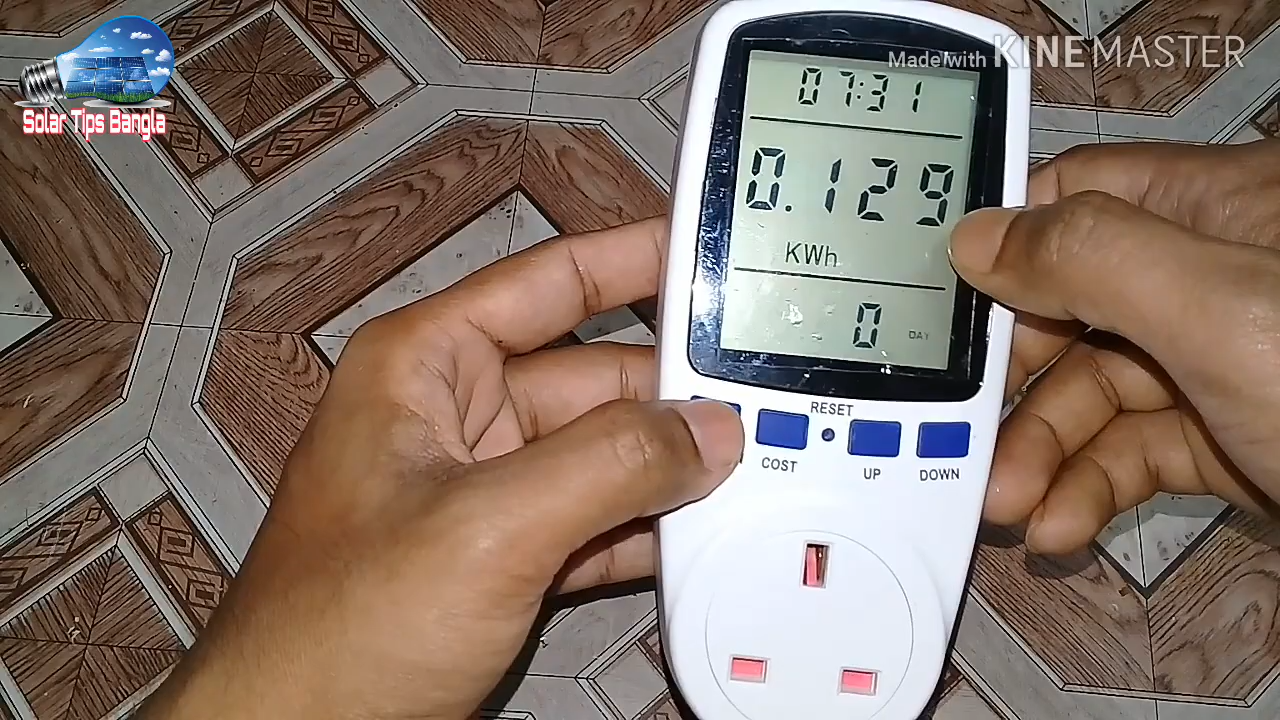 Solar Tips Bangla
Made with KINEMASTER
07:31
0.129
KWh
0 DAY
RESET
COST
UP
DOWN